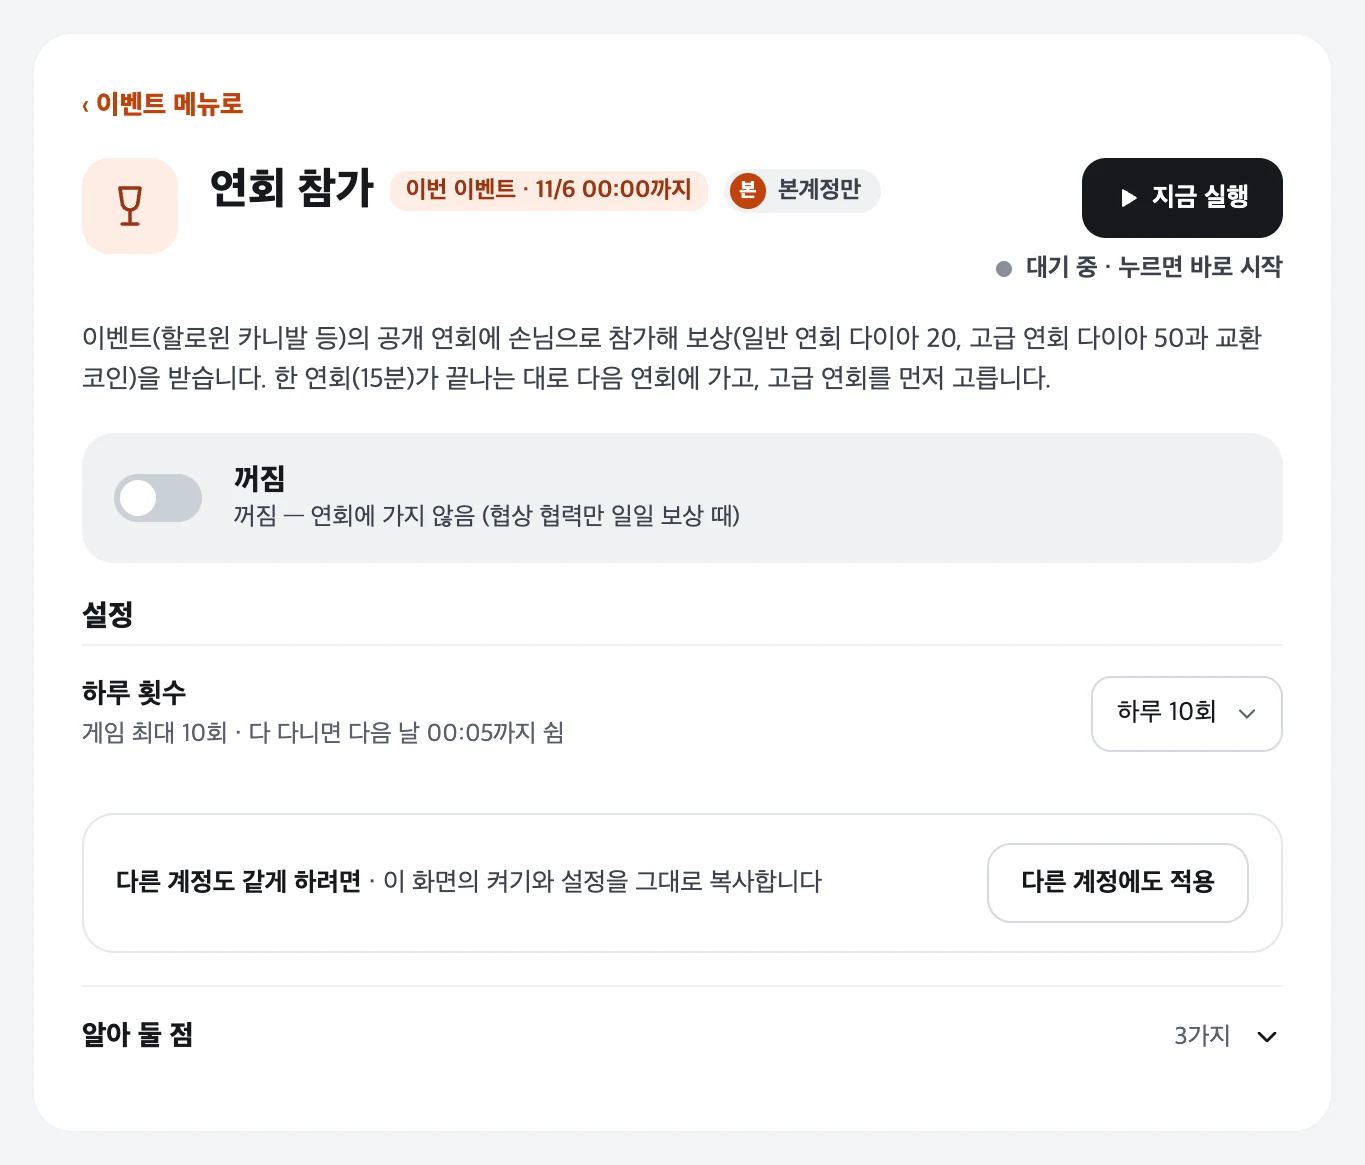 ‹ 이벤트 메뉴로
연회 참가
이번 이벤트 · 11/6 00:00까지
본 본계정만
▶ 지금 실행
대기 중 · 누르면 바로 시작
이벤트(할로윈 카니발 등)의 공개 연회에 손님으로 참가해 보상(일반 연회 다이아 20, 고급 연회 다이아 50과 교환
코인)을 받습니다. 한 연회(15분)가 끝나는 대로 다음 연회에 가고, 고급 연회를 먼저 고릅니다.
꺼짐
꺼짐 — 연회에 가지 않음 (협상 협력만 일일 보상 때)
설정
하루 횟수
게임 최대 10회 · 다 다니면 다음 날 00:05까지 쉼
하루 10회
다른 계정도 같게 하려면 · 이 화면의 켜기와 설정을 그대로 복사합니다
다른 계정에도 적용
알아 둘 점
3가지